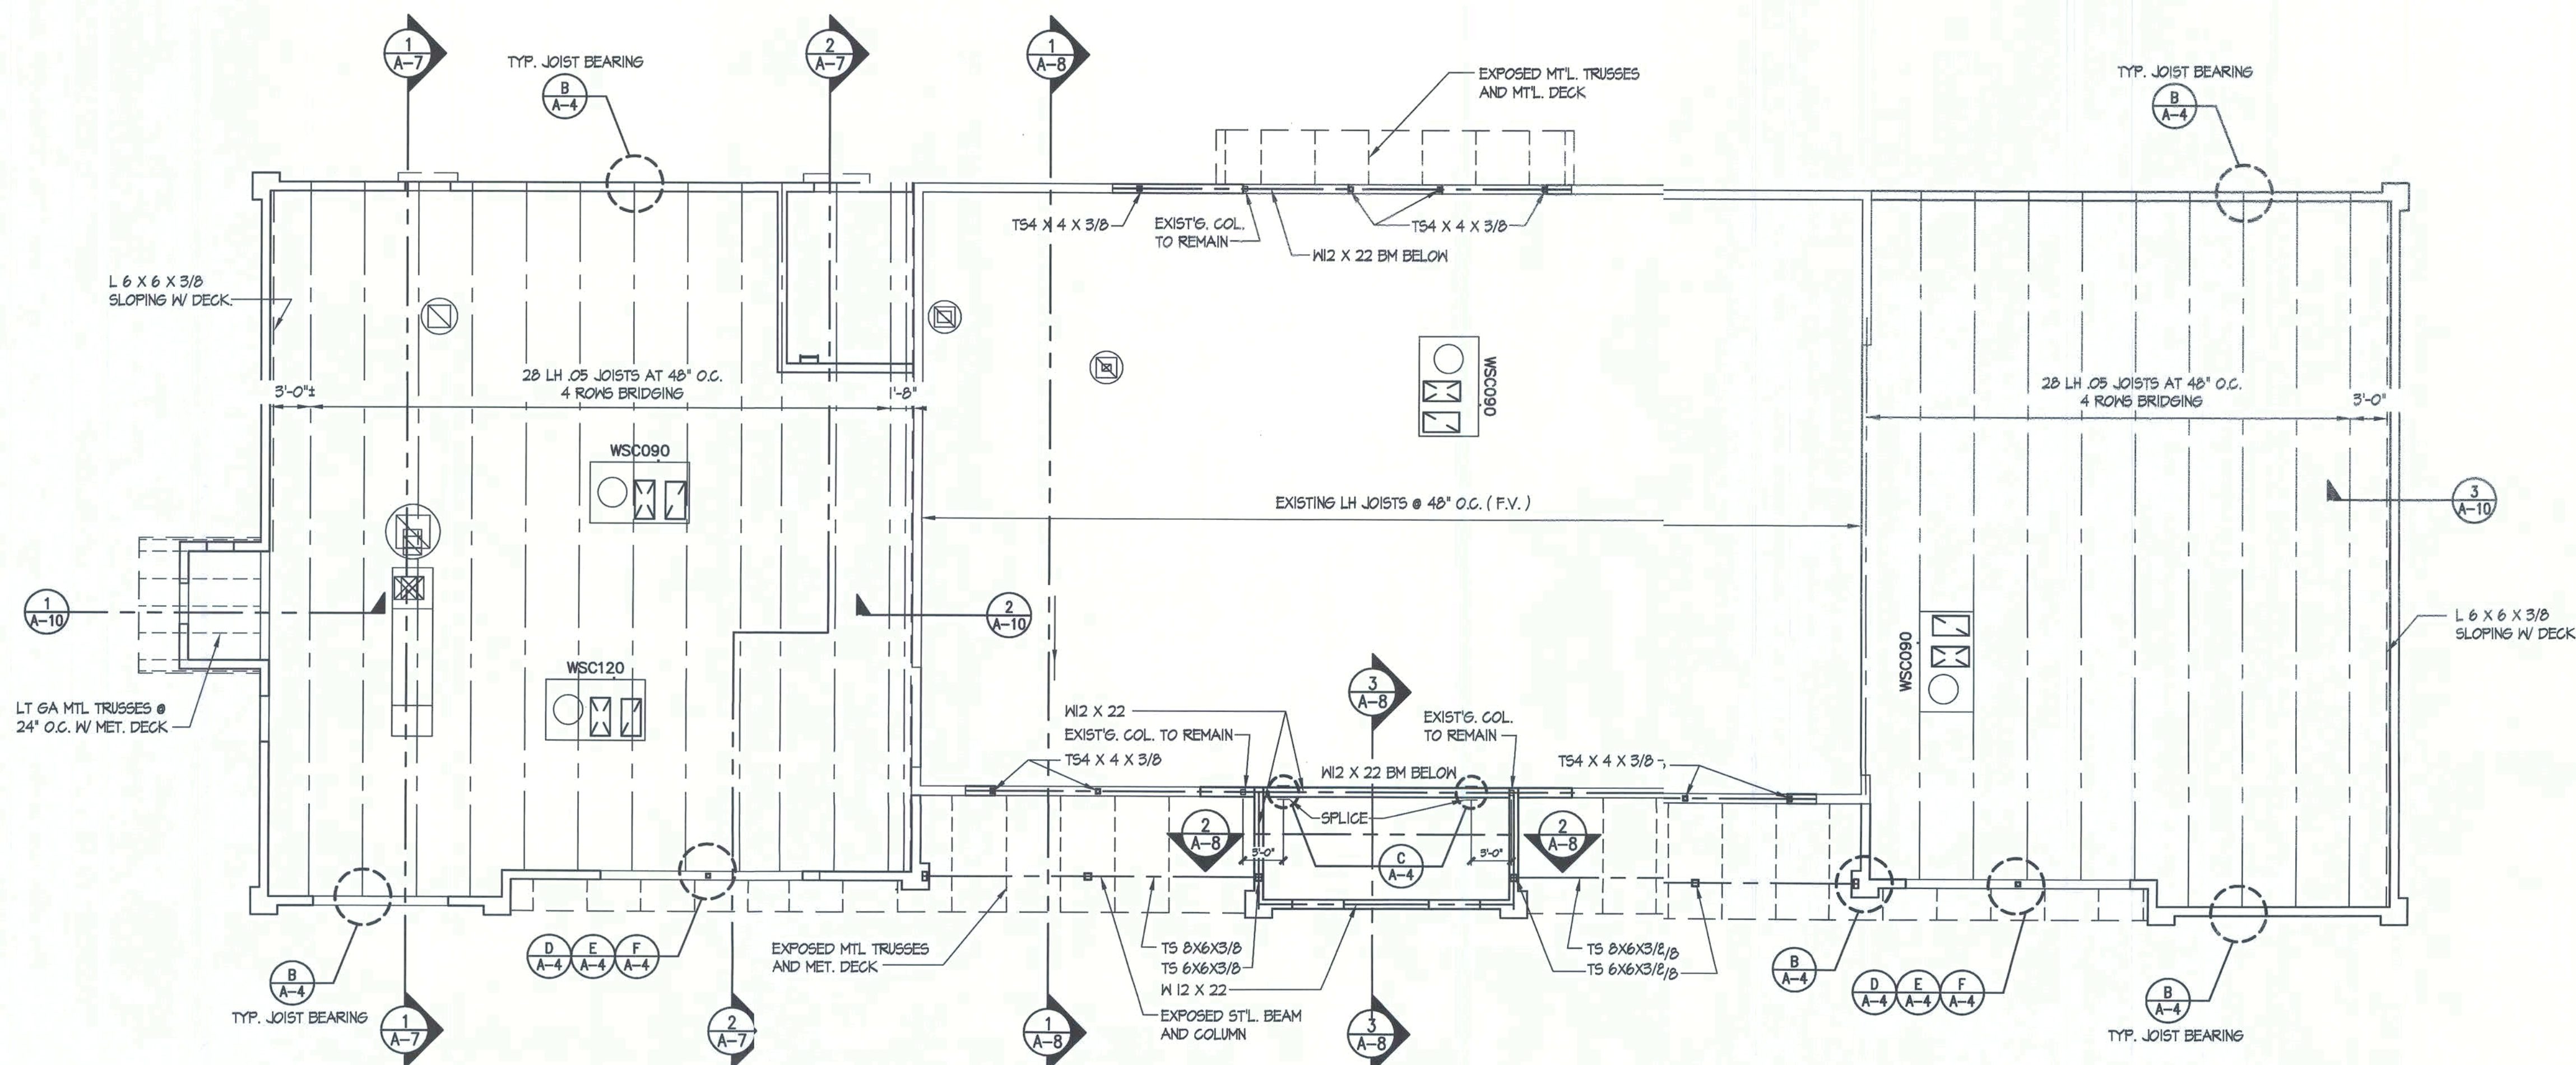 1
A-7
TYP. JOIST BEARING
B
A-4
2
A-7
1
A-8
EXPOSED MT'L. TRUSSES
AND MT'L. DECK
TYP. JOIST BEARING
B
A-4
TS4 X 4 X 3/8
EXIST'G. COL.
TO REMAIN
TS4 X 4 X 3/8
W12 X 22 BM BELOW
L 6 X 6 X 3/8
SLOPING W/ DECK.
28 LH .05 JOISTS AT 48" O.C.
4 ROWS BRIDGING
3'-0"±
1'-8"
WSC090
28 LH .05 JOISTS AT 48" O.C.
4 ROWS BRIDGING
3'-0"
WSC090
EXISTING LH JOISTS @ 48" O.C. ( F.V. )
3
A-10
1
A-10
2
A-10
L 6 X 6 X 3/8
SLOPING W/ DECK
WSC090
WSC120
LT GA MTL TRUSSES @
24" O.C. W/ MET. DECK
3
A-8
W12 X 22
EXIST'G. COL. TO REMAIN
TS4 X 4 X 3/8
EXIST'G. COL.
TO REMAIN
W12 X 22 BM BELOW
TS4 X 4 X 3/8
SPLICE
2
A-8
3'-0"
C
A-4
3'-0"
2
A-8
D
A-4
E
A-4
F
A-4
EXPOSED MTL TRUSSES
AND MET. DECK
TS 8X6X3/8
TS 6X6X3/8
W 12 X 22
EXPOSED ST'L. BEAM
AND COLUMN
TS 8X6X3/8/8
TS 6X6X3/8/8
B
A-4
D
A-4
E
A-4
F
A-4
B
A-4
TYP. JOIST BEARING
B
A-4
TYP. JOIST BEARING
1
A-7
2
A-7
1
A-8
3
A-8